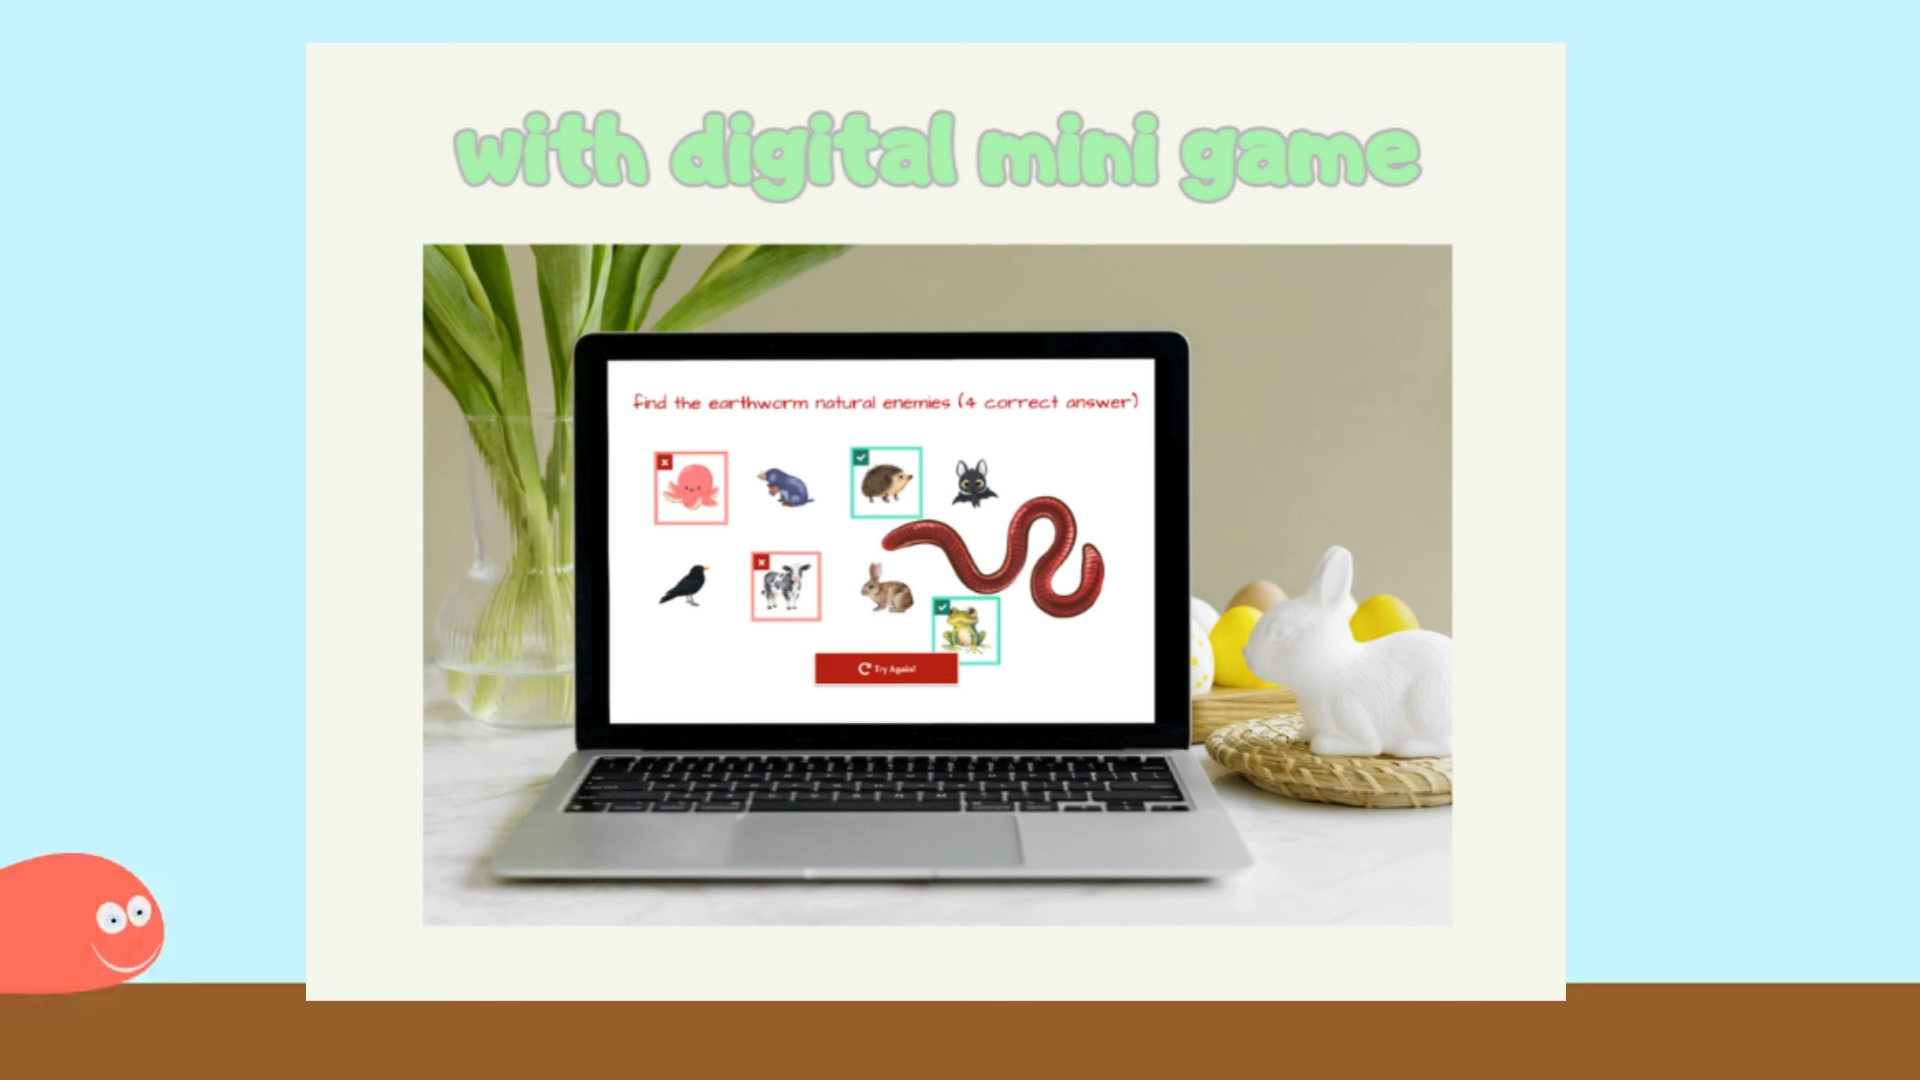 with digital mini game
find the earthworm natural enemies (4 correct answer)
Try Again!